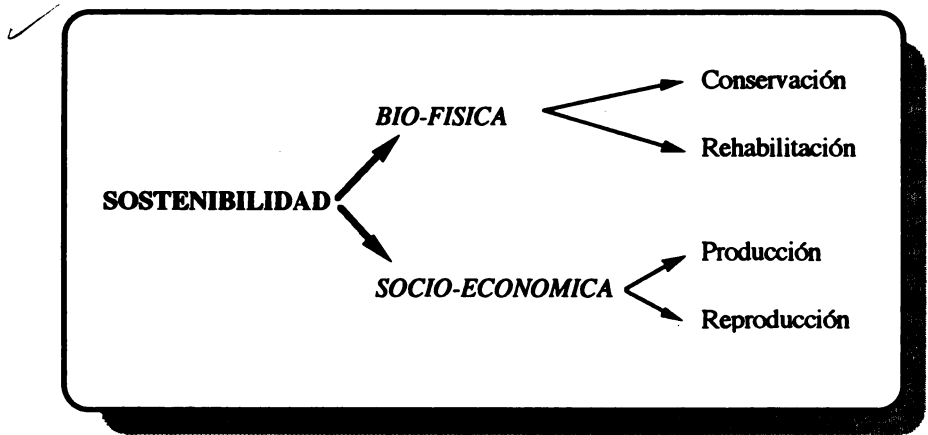 Conservación
BIO-FISICA
Rehabilitación
SOSTENIBILIDAD
Producción
SOCIO-ECONOMICA
Reproducción